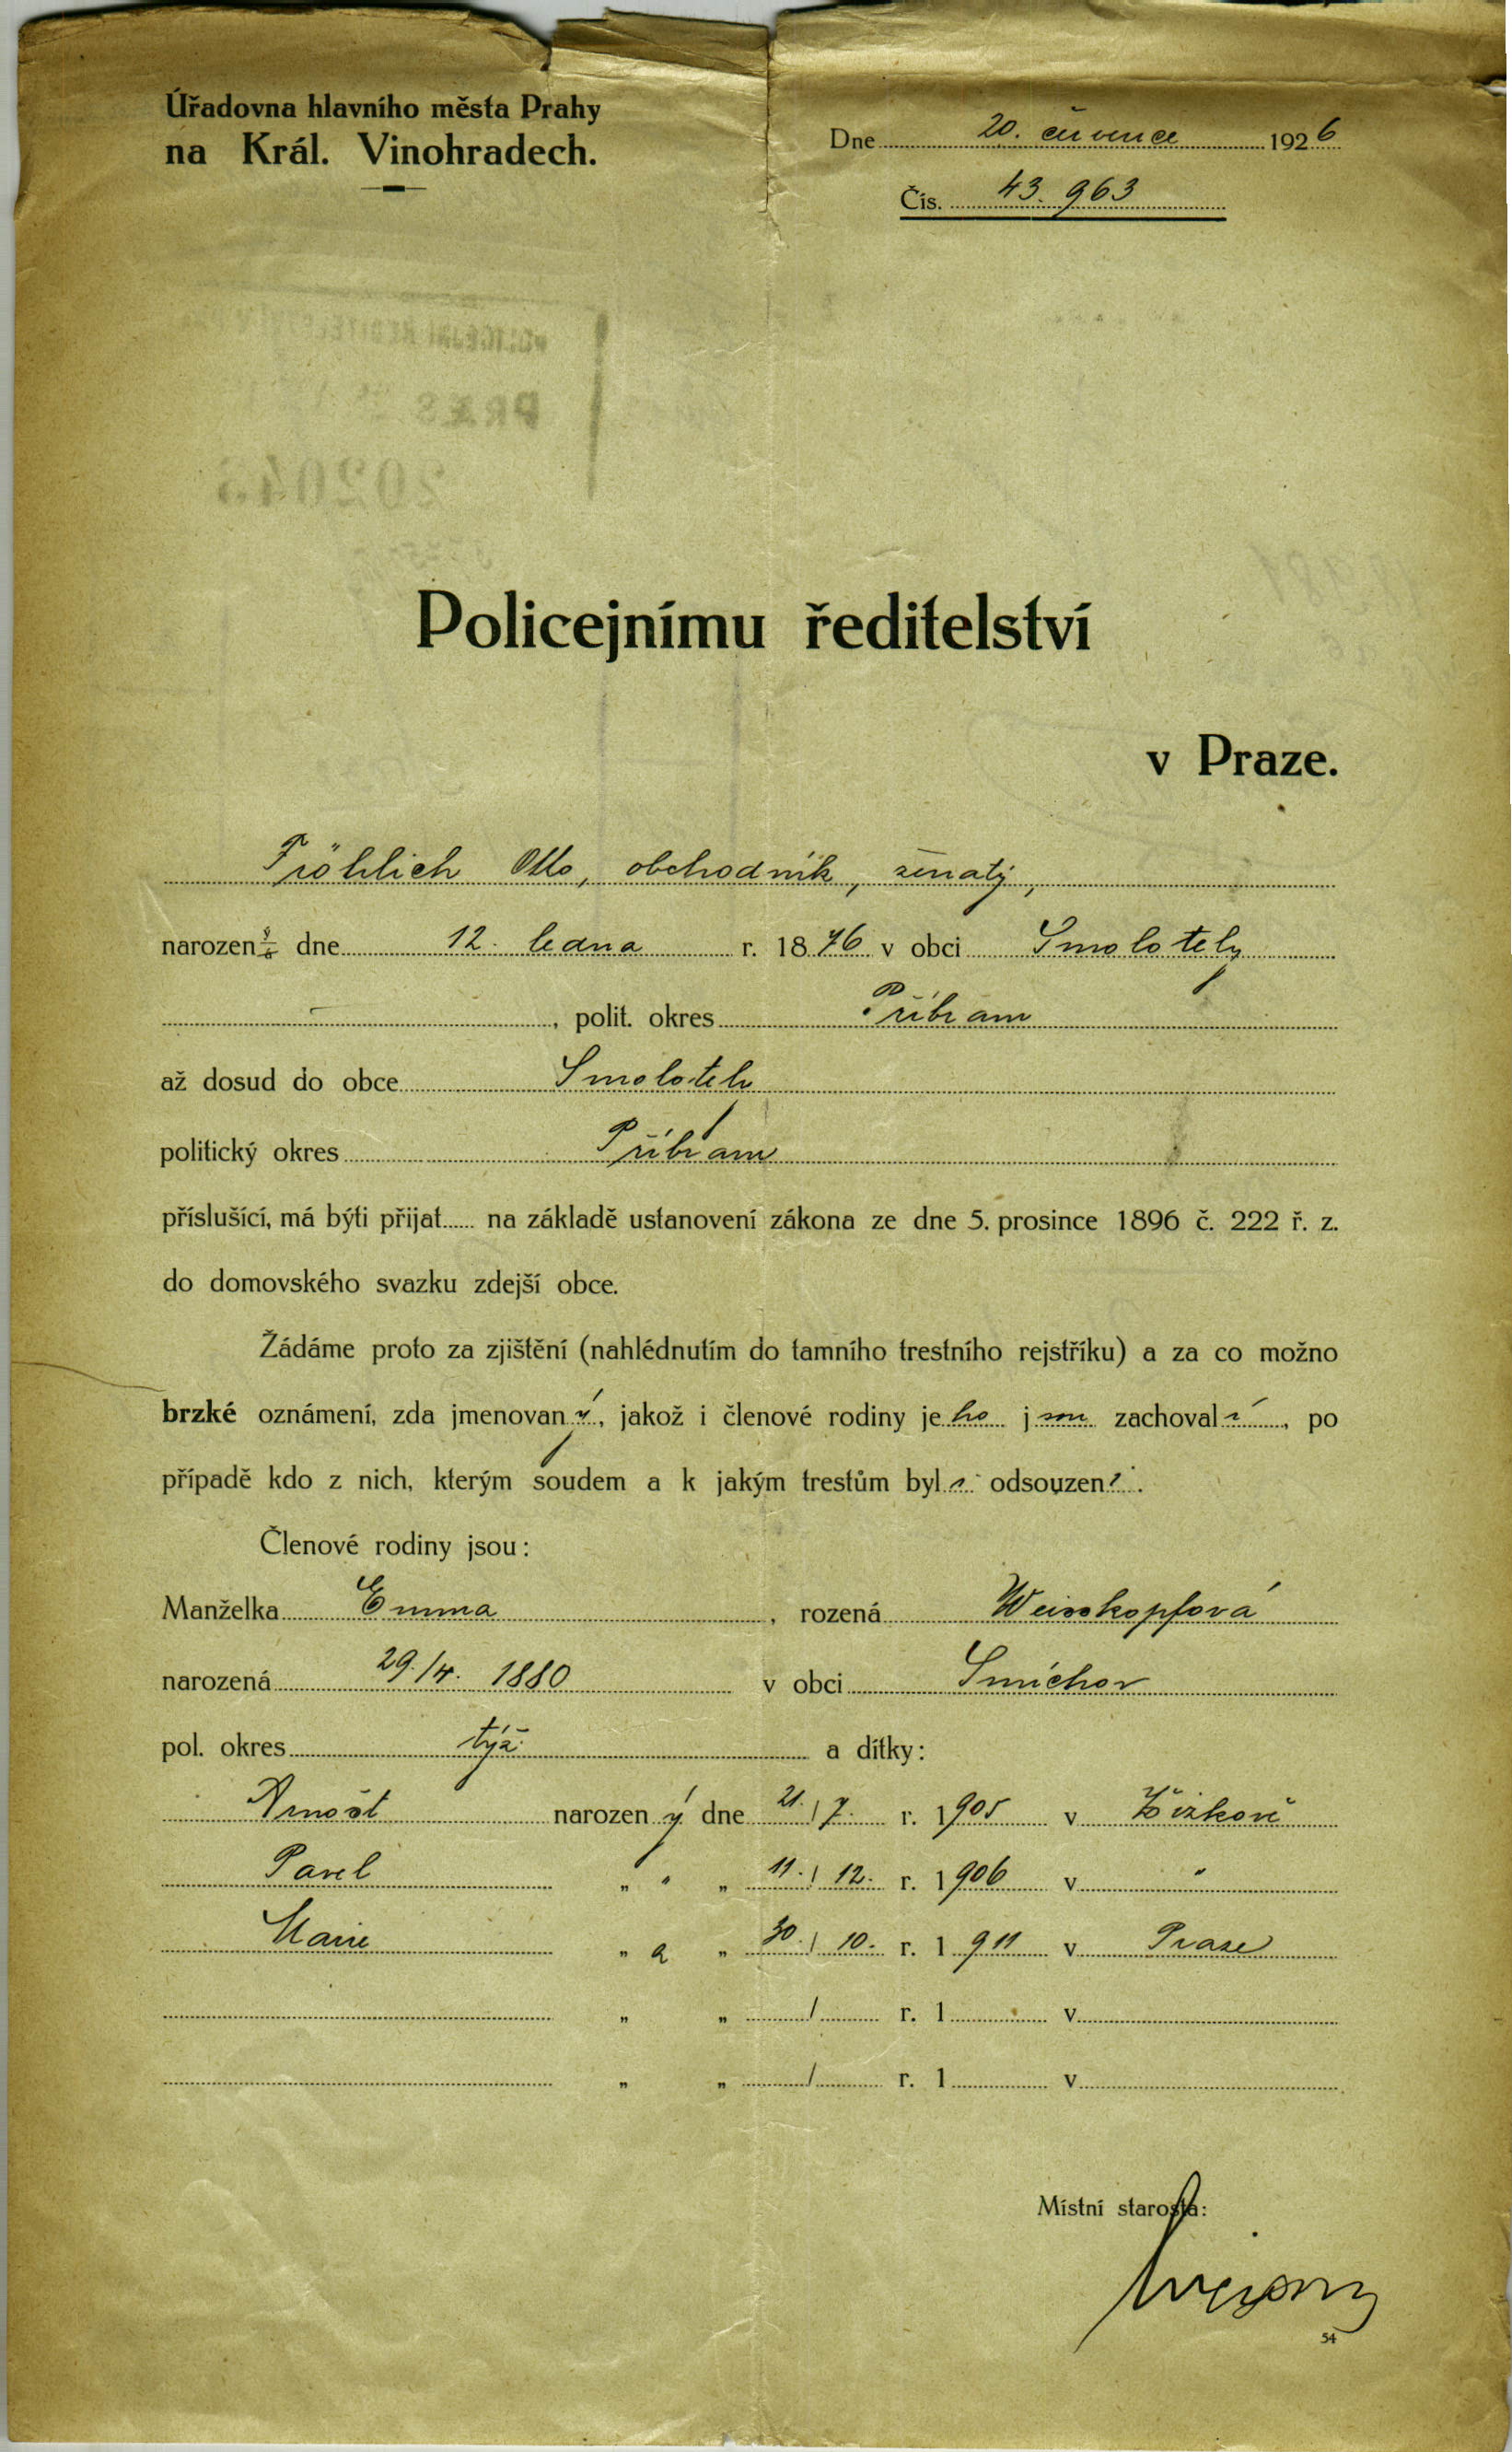 Úřadovna hlavního města Prahy
na Král. Vinohradech.
Dne 20. července 1926
Čís. 43.963
Policejnímu ředitelství
v Praze.
Fröhlich Otto, obchodník, ženatý,
narozený dne 12. ledna r. 1876 v obci Smolotely
, polit. okres Příbram
až dosud do obce Smolotely
politický okres Příbram
příslušící, má býti přijat na základě ustanovení zákona ze dne 5. prosince 1896 č. 222 ř. z.
do domovského svazku zdejší obce.
Žádáme proto za zjištění (nahlédnutím do tamního trestního rejstříku) a za co možno
brzké oznámení, zda jmenovaný, jakož i členové rodiny jeho jsou zachovalí, po
případě kdo z nich, kterým soudem a k jakým trestům byli odsouzeni.
Členové rodiny jsou:
Manželka Emma, rozená Weisskopfová
narozená 29./4. 1880 v obci Smíchov
pol. okres týž a dítky:
Arnošt narozený dne 21./7. r. 1905 v Žižkově
Pavel „ " „ 11./12. r. 1906 v "
Marie „ a „ 30./10. r. 1911 v Praze
„ „ / r. 1 v
„ „ / r. 1 v
Místní starosta:
54
PRES
202043